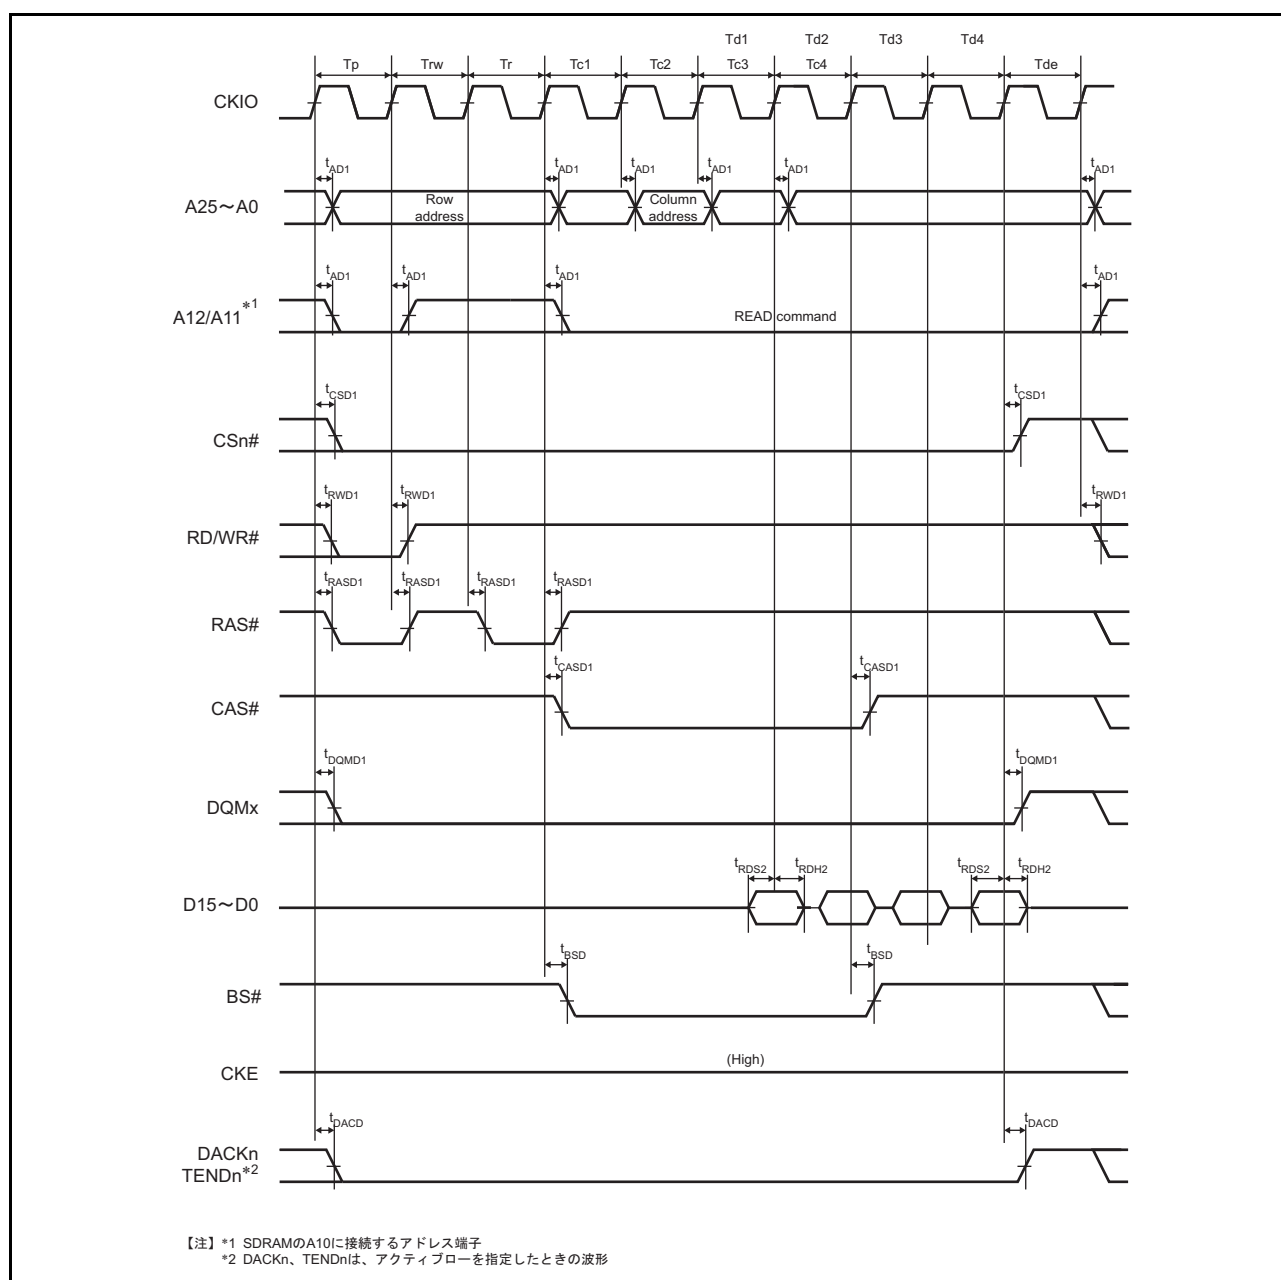 Td1 Td2 Td3 Td4
Tp Trw Tr Tc1 Tc2 Tc3 Tc4 Tde
CKIO
tAD1 tAD1 tAD1 tAD1 tAD1 tAD1
A25〜A0 Row address Column address
tAD1 tAD1 tAD1 tAD1
A12/A11*1 READ command
tCSD1 tCSD1
CSn#
tRWD1 tRWD1 tRWD1
RD/WR#
tRASD1 tRASD1 tRASD1 tRASD1
RAS#
tCASD1 tCASD1
CAS#
tDQMD1 tDQMD1
DQMx
tRDS2 tRDH2 tRDS2 tRDH2
D15〜D0
tBSD tBSD
BS#
(High)
CKE
tDACD tDACD
DACKn
TENDn*2
【注】*1 SDRAMのA10に接続するアドレス端子
*2 DACKn、TENDnは、アクティブローを指定したときの波形